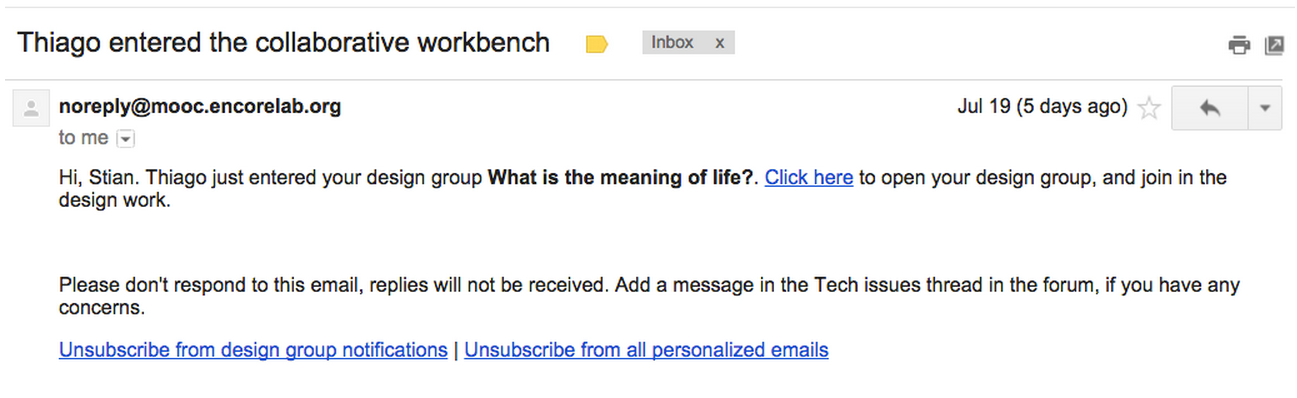 Thiago entered the collaborative workbench Inbox x
noreply@mooc.encorelab.org Jul 19 (5 days ago)
to me
Hi, Stian. Thiago just entered your design group What is the meaning of life?. Click here to open your design group, and join in the
design work.
Please don't respond to this email, replies will not be received. Add a message in the Tech issues thread in the forum, if you have any
concerns.
Unsubscribe from design group notifications | Unsubscribe from all personalized emails